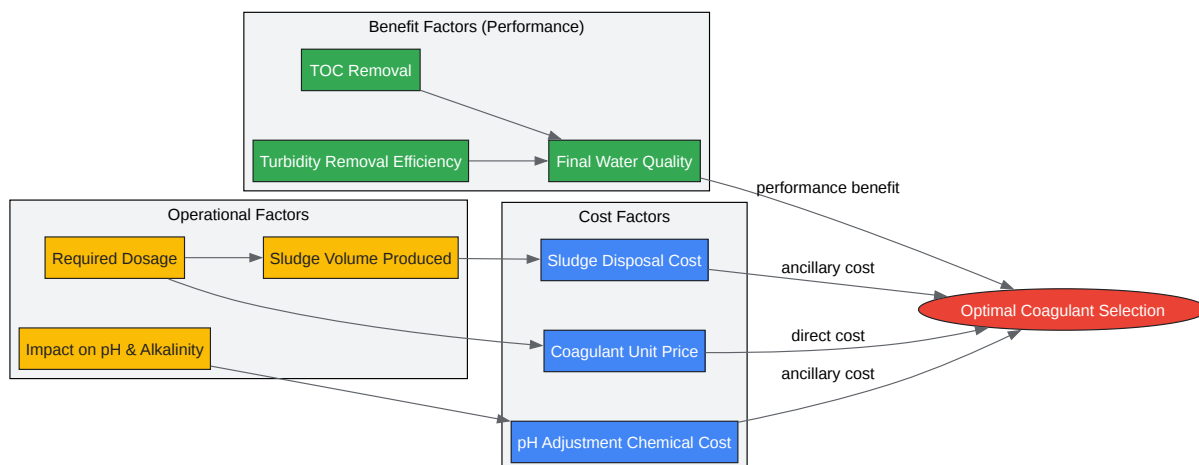 Benefit Factors (Performance)
TOC Removal
Turbidity Removal Efficiency
Final Water Quality
performance benefit
Operational Factors
Required Dosage
Sludge Volume Produced
Impact on pH & Alkalinity
Cost Factors
Sludge Disposal Cost
Coagulant Unit Price
pH Adjustment Chemical Cost
ancillary cost
direct cost
ancillary cost
Optimal Coagulant Selection